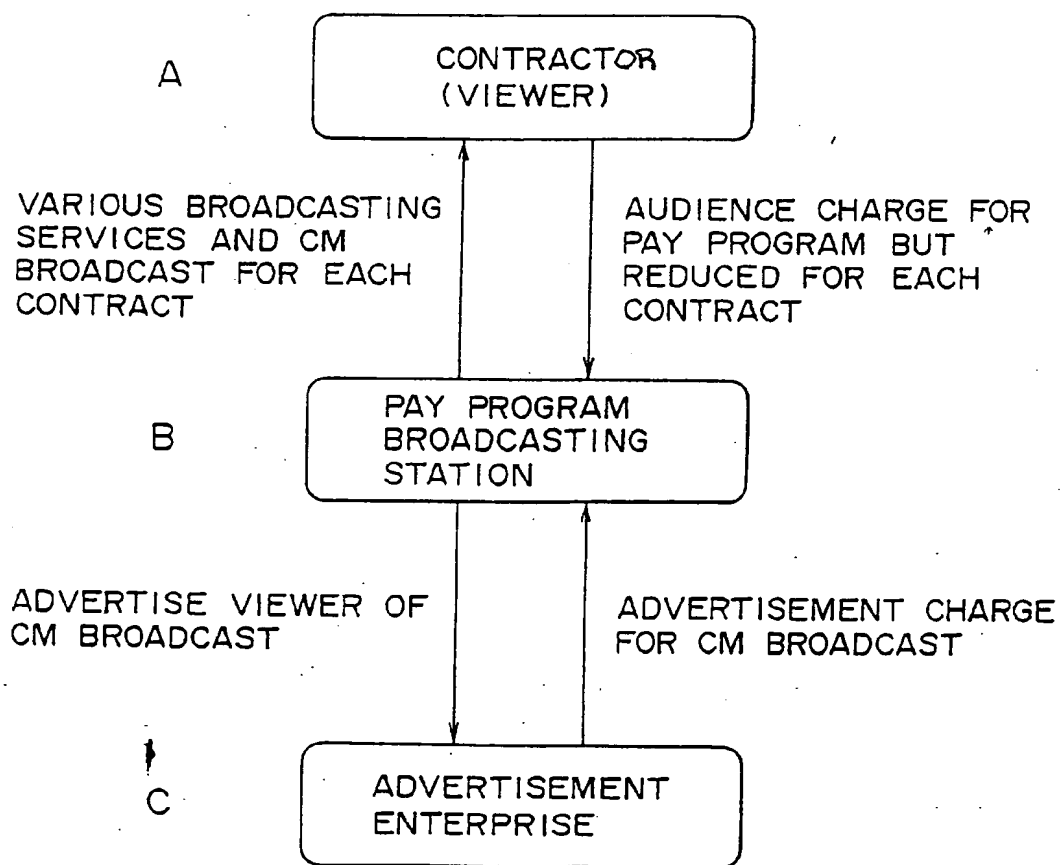 A
CONTRACTOR
(VIEWER)
VARIOUS BROADCASTING
SERVICES AND CM
BROADCAST FOR EACH
CONTRACT
AUDIENCE CHARGE FOR
PAY PROGRAM BUT
REDUCED FOR EACH
CONTRACT
B
PAY PROGRAM
BROADCASTING
STATION
ADVERTISE VIEWER OF
CM BROADCAST
ADVERTISEMENT CHARGE
FOR CM BROADCAST
C
ADVERTISEMENT
ENTERPRISE